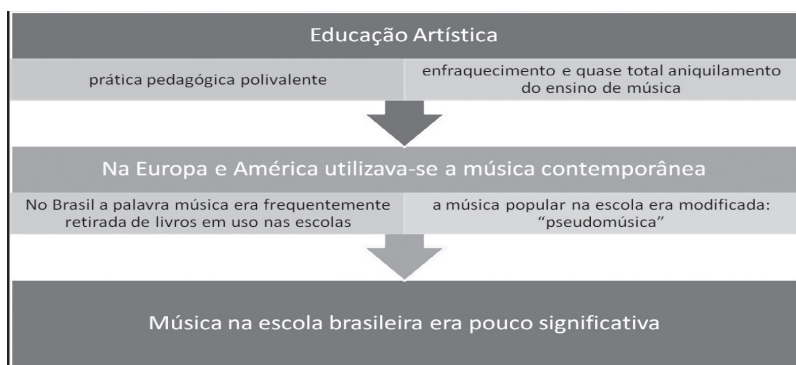 Educação Artística
prática pedagógica polivalente
enfraquecimento e quase total aniquilamento
do ensino de música
Na Europa e América utilizava-se a música contemporânea
No Brasil a palavra música era frequentemente
retirada de livros em uso nas escolas
a música popular na escola era modificada:
“pseudomúsica”
Música na escola brasileira era pouco significativa